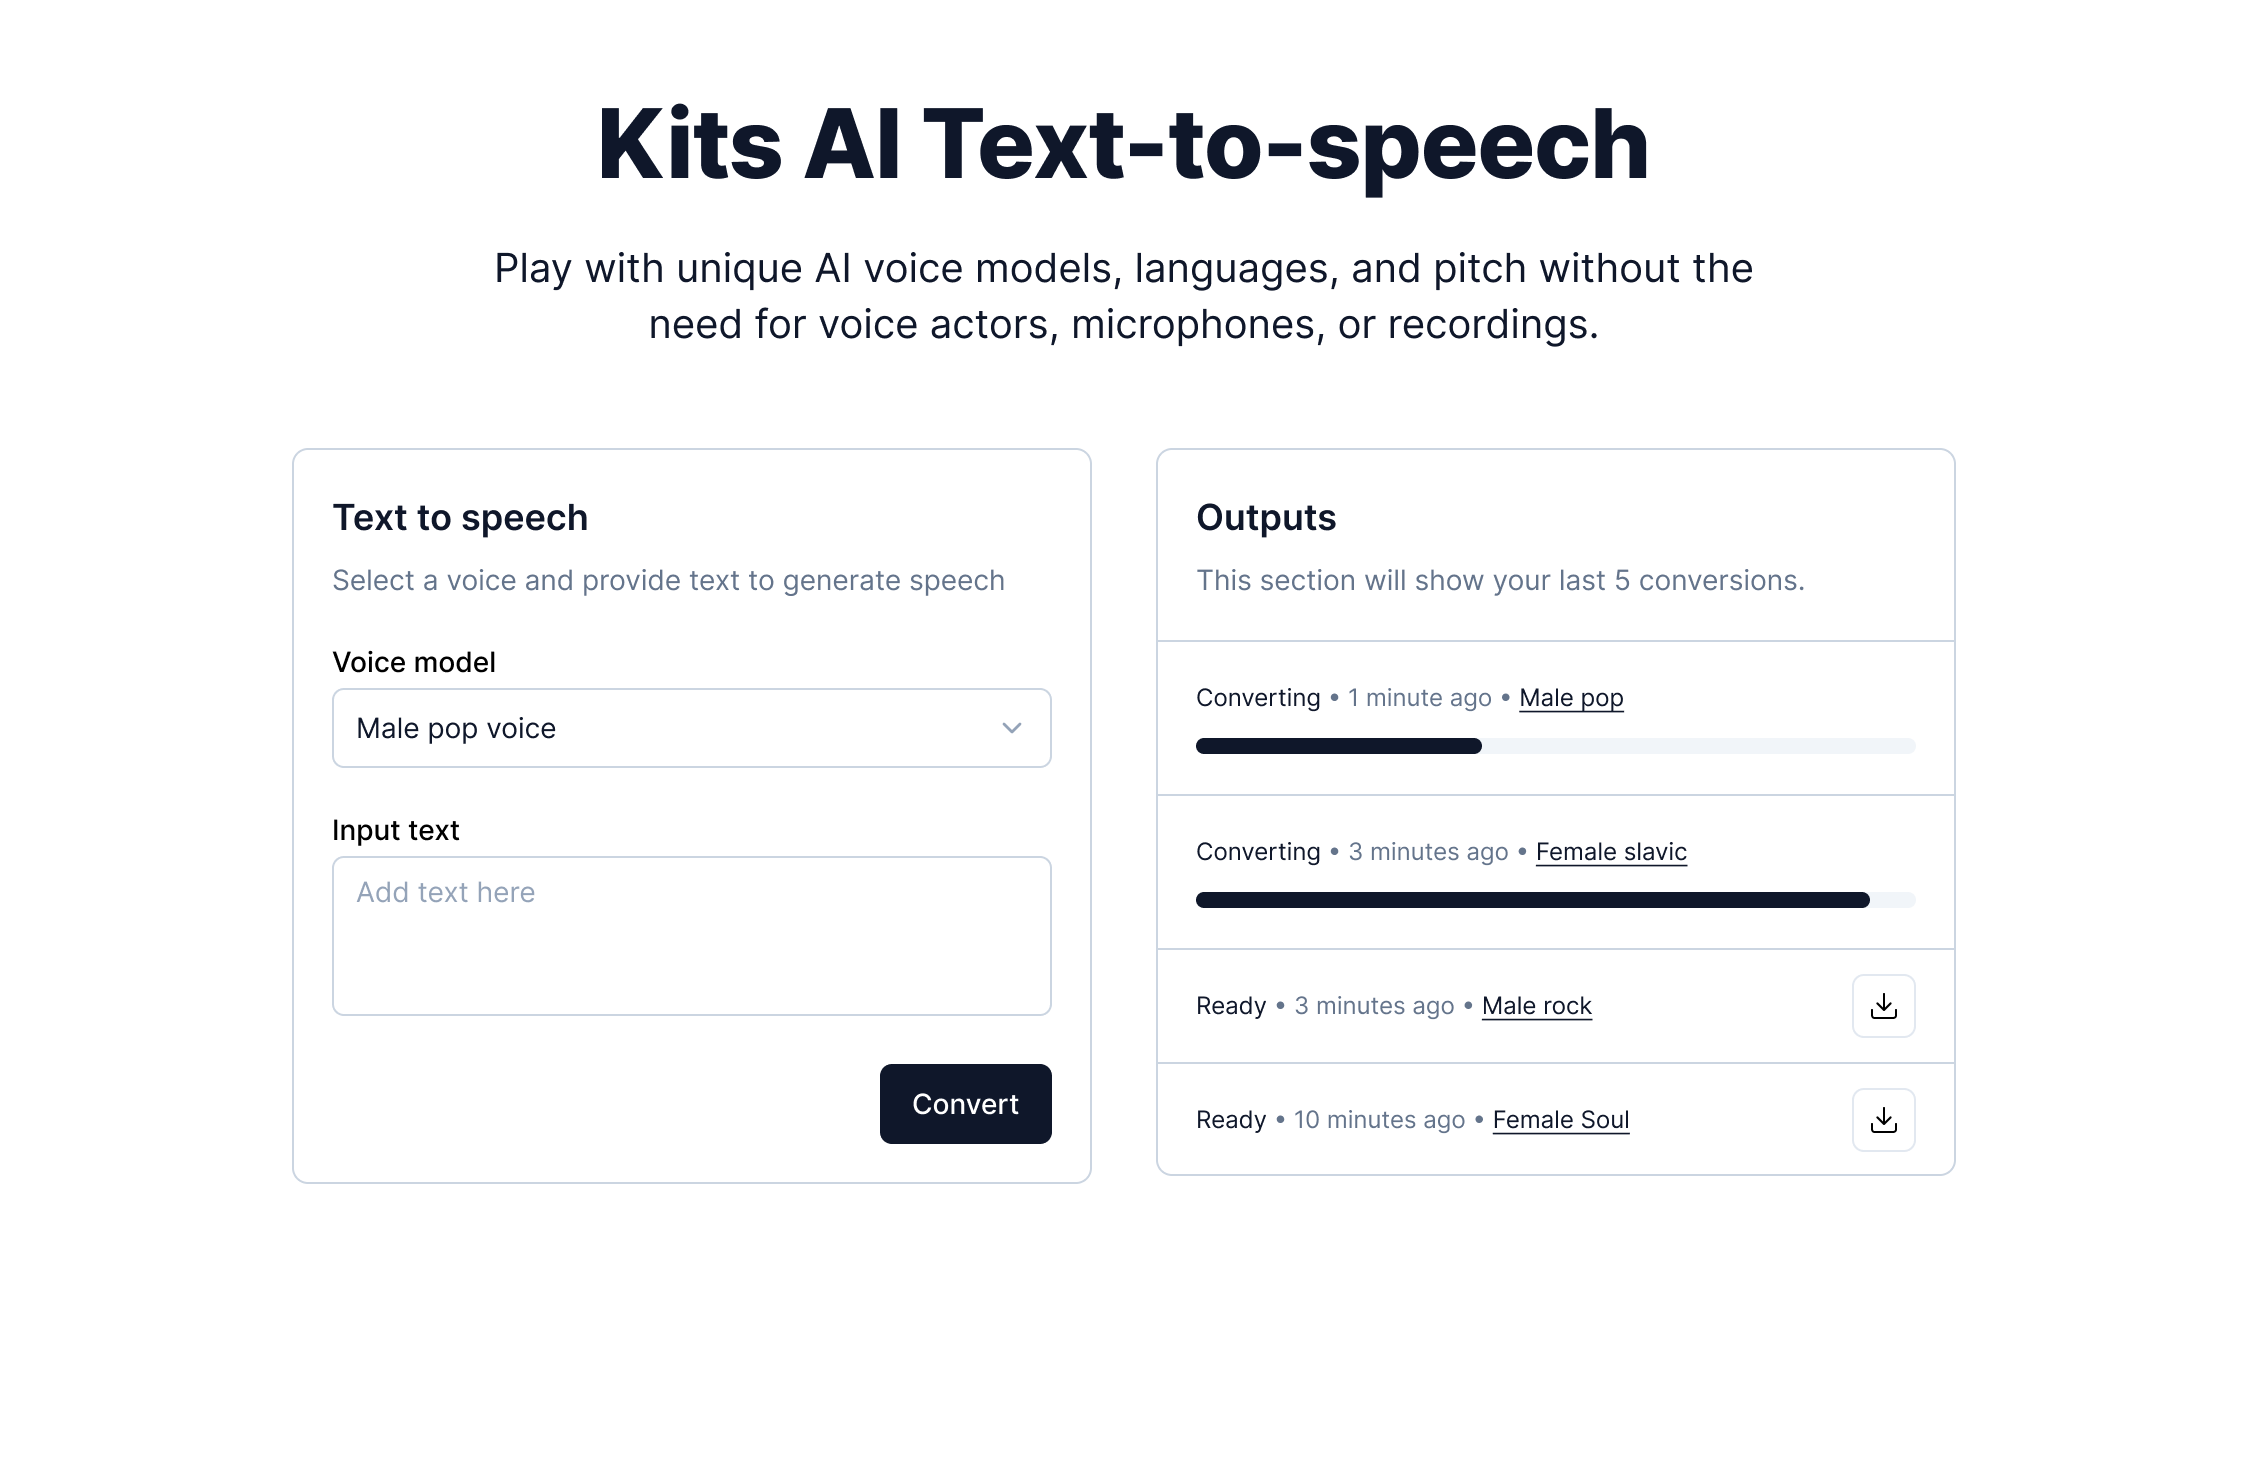 Kits AI Text-to-speech
Play with unique AI voice models, languages, and pitch without the
need for voice actors, microphones, or recordings.
Text to speech
Select a voice and provide text to generate speech
Voice model
Male pop voice
Input text
Add text here
Convert
Outputs
This section will show your last 5 conversions.
Converting • 1 minute ago • Male pop
Converting • 3 minutes ago • Female slavic
Ready • 3 minutes ago • Male rock
Ready • 10 minutes ago • Female Soul